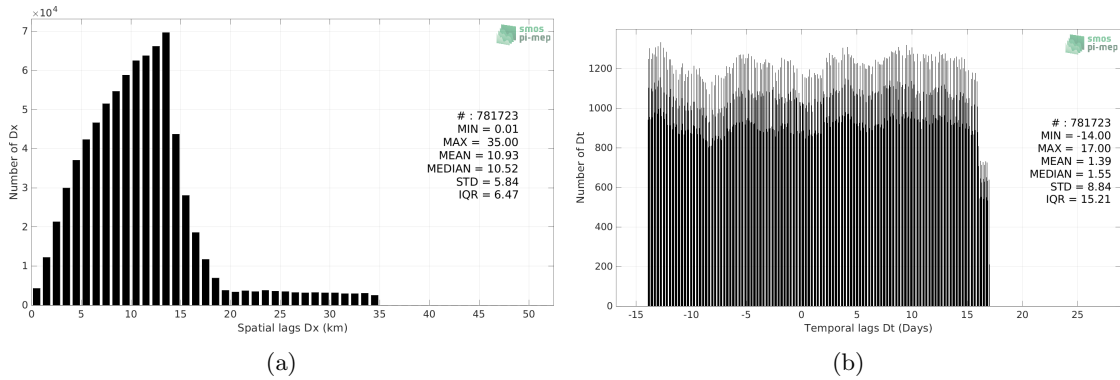 ×10⁴
7
6
5
4
3
2
1
0
Number of Dx
0 5 10 15 20 25 30 35 40 45 50
Spatial lags Dx (km)
smos
pi-mep
# : 781723
MIN = 0.01
MAX = 35.00
MEAN = 10.93
MEDIAN = 10.52
STD = 5.84
IQR = 6.47
(a)
1200
1000
800
600
400
200
0
Number of Dt
-15 -10 -5 0 5 10 15 20 25
Temporal lags Dt (Days)
smos
pi-mep
# : 781723
MIN = -14.00
MAX = 17.00
MEAN = 1.39
MEDIAN = 1.55
STD = 8.84
IQR = 15.21
(b)